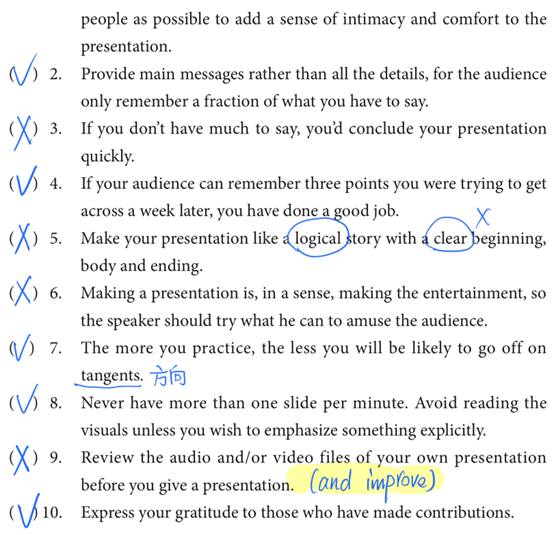 people as possible to add a sense of intimacy and comfort to the
presentation.
(√) 2. Provide main messages rather than all the details, for the audience
only remember a fraction of what you have to say.
(X) 3. If you don't have much to say, you'd conclude your presentation
quickly.
(√) 4. If your audience can remember three points you were trying to get
across a week later, you have done a good job.
X
(X) 5. Make your presentation like a logical story with a clear beginning,
body and ending.
(X) 6. Making a presentation is, in a sense, making the entertainment, so
the speaker should try what he can to amuse the audience.
(√) 7. The more you practice, the less you will be likely to go off on
tangents. 方向
(√) 8. Never have more than one slide per minute. Avoid reading the
visuals unless you wish to emphasize something explicitly.
(X) 9. Review the audio and/or video files of your own presentation
before you give a presentation. (and improve)
(√) 10. Express your gratitude to those who have made contributions.